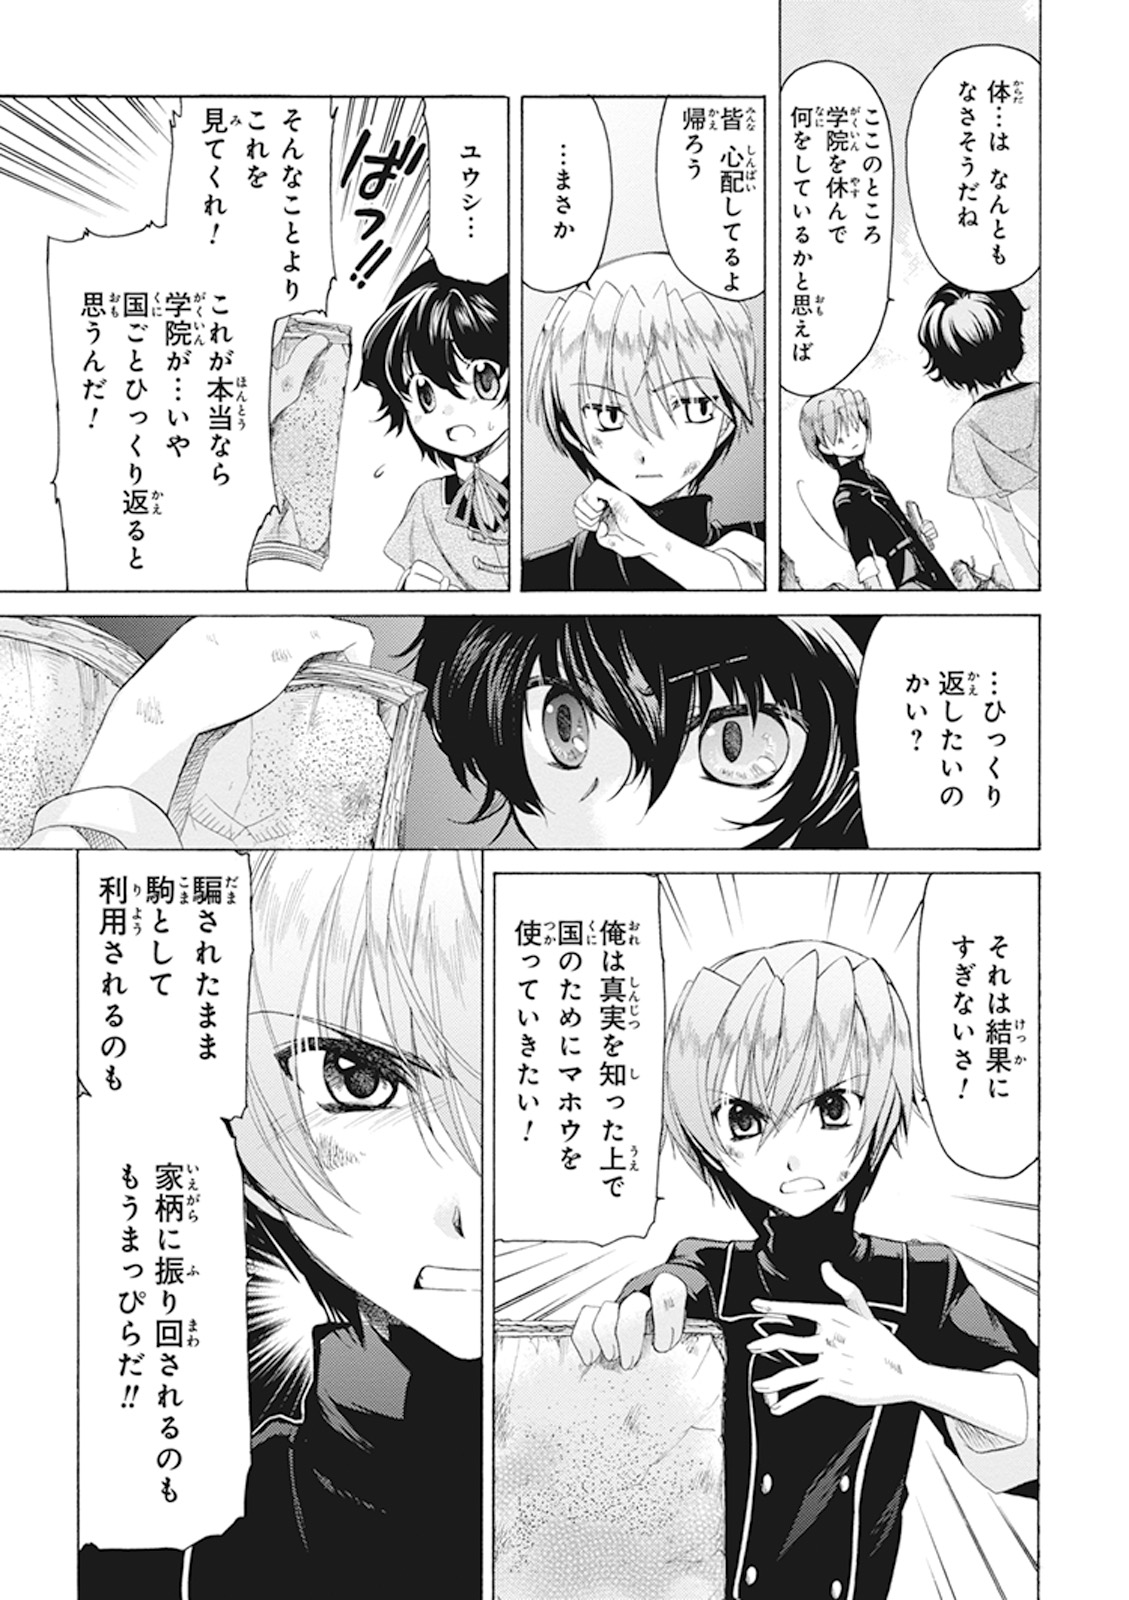 体…は なんとも
なさそうだね
ここのところ
学院を休んで
何をしているかと思えば
皆 心配してるよ
帰ろう
…まさか
ユウシ…
ばっ!!
そんなことより
これを
見てくれ！
これが本当なら
学院が…いや
国ごとひっくり返ると
思うんだ！
…ひっくり
返したいの
かい？
それは結果に
すぎないさ！
俺は真実を知った上で
国のためにマホウを
使っていきたい！
騙されたまま
駒として
利用されるのも
家柄に振り回されるのも
もうまっぴらだ!!